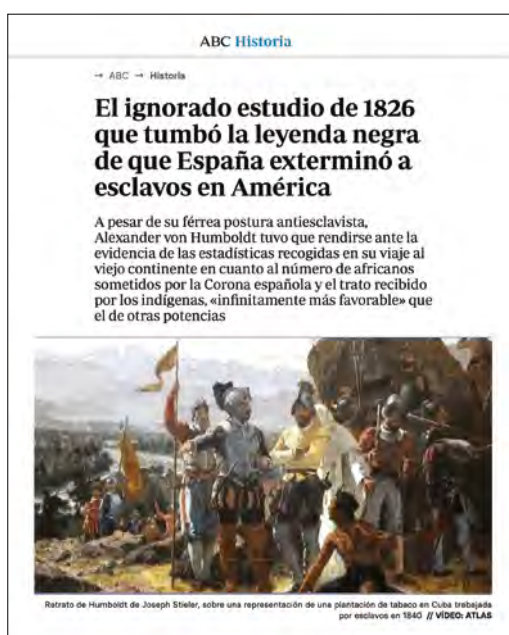 ABC Historia
→ ABC → Historia
El ignorado estudio de 1826
que tumbó la leyenda negra
de que España exterminó a
esclavos en América
A pesar de su férrea postura antiesclavista,
Alexander von Humboldt tuvo que rendirse ante la
evidencia de las estadísticas recogidas en su viaje al
viejo continente en cuanto al número de africanos
sometidos por la Corona española y el trato recibido
por los indígenas, «infinitamente más favorable» que
el de otras potencias
Retrato de Humboldt de Joseph Stieler, sobre una representación de una plantación de tabaco en Cuba trabajada
por esclavos en 1840 // VÍDEO: ATLAS